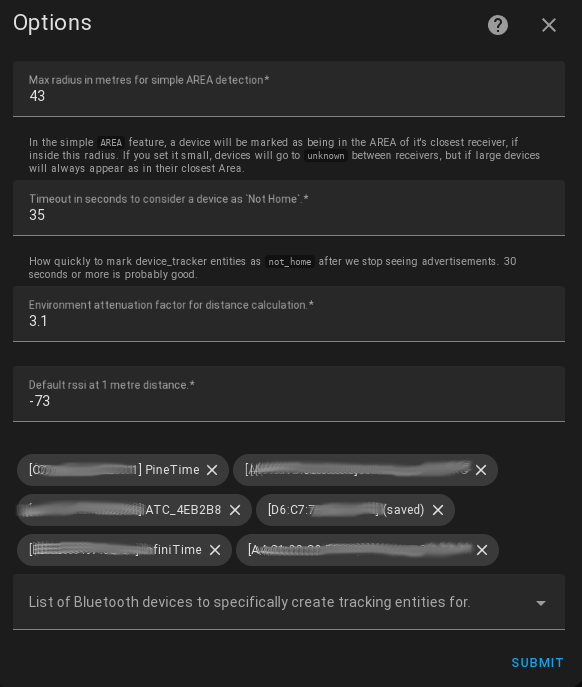 Options
Max radius in metres for simple AREA detection*
43
In the simple AREA feature, a device will be marked as being in the AREA of it's closest receiver, if
inside this radius. If you set it small, devices will go to unknown between receivers, but if large devices
will always appear as in their closest Area.
Timeout in seconds to consider a device as `Not Home`.*
35
How quickly to mark device_tracker entities as not_home after we stop seeing advertisements. 30
seconds or more is probably good.
Environment attenuation factor for distance calculation.*
3.1
Default rssi at 1 metre distance.*
-73
PineTime
ATC_4EB2B8 [D6:C7:7 ] (saved)
finiTime
List of Bluetooth devices to specifically create tracking entities for.
SUBMIT